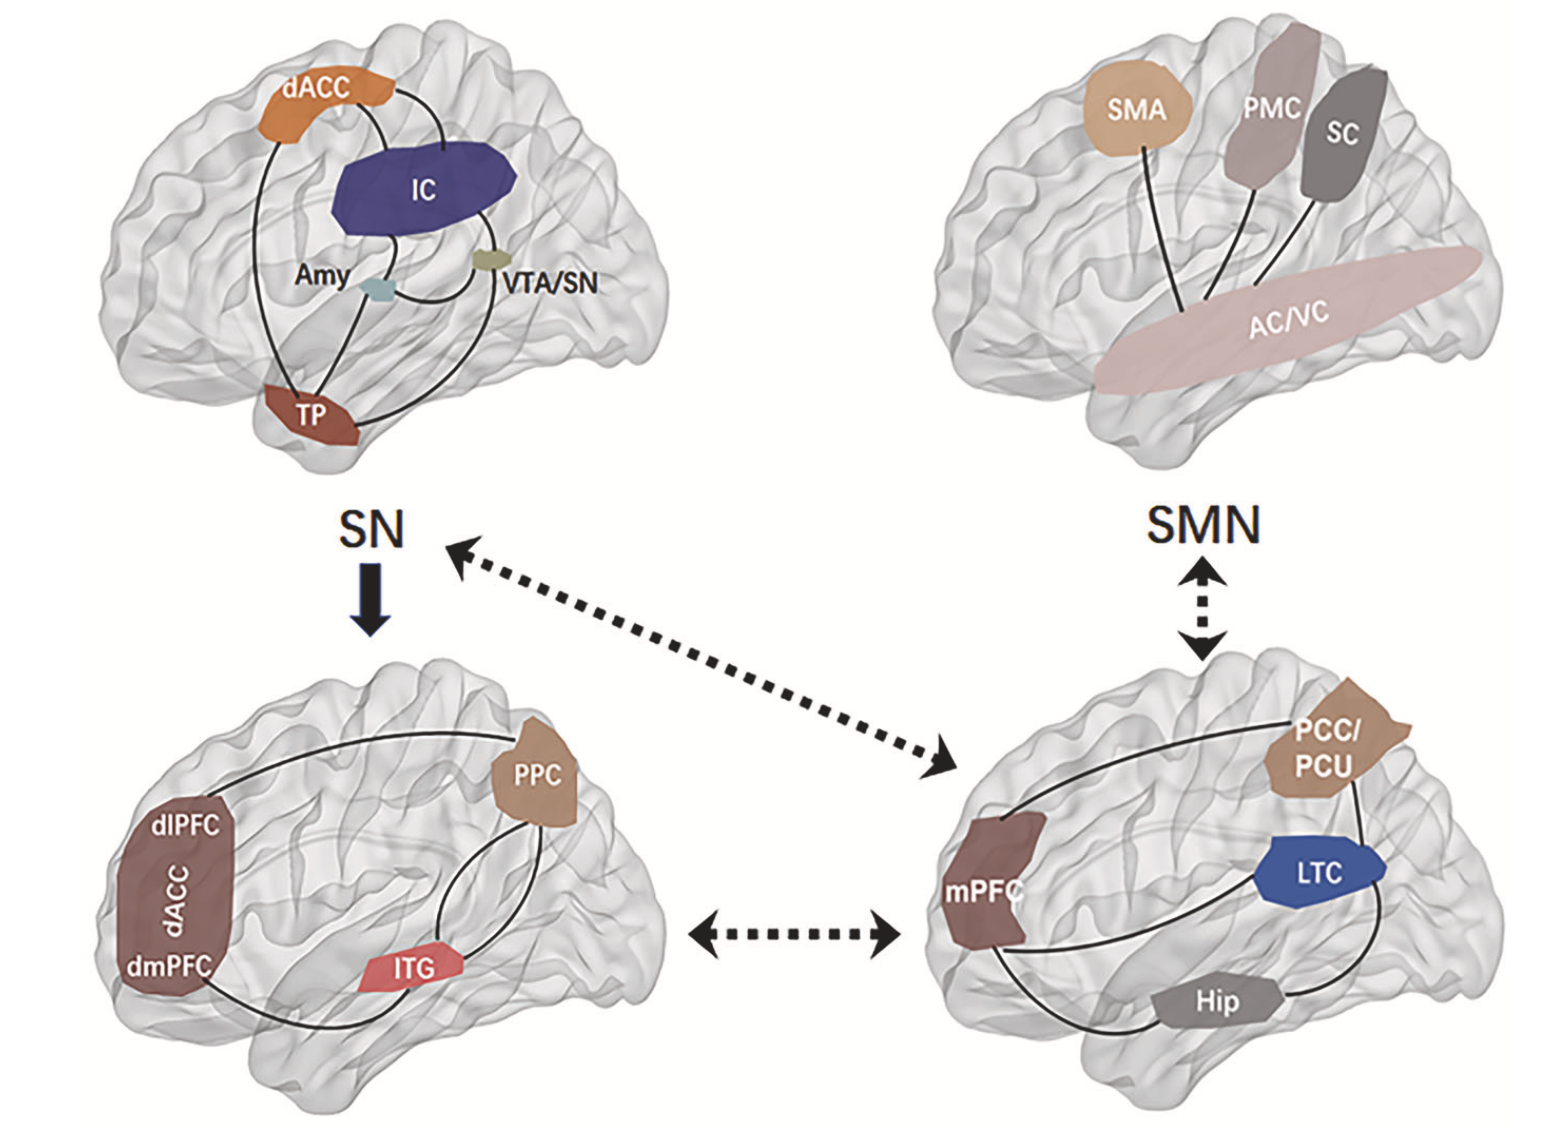 dACC
IC
Amy
VTA/SN
TP
SN
SMA
PMC
SC
AC/VC
SMN
dlPFC
dACC
dmPFC
PPC
ITG
PCC/
PCU
mPFC
LTC
Hip